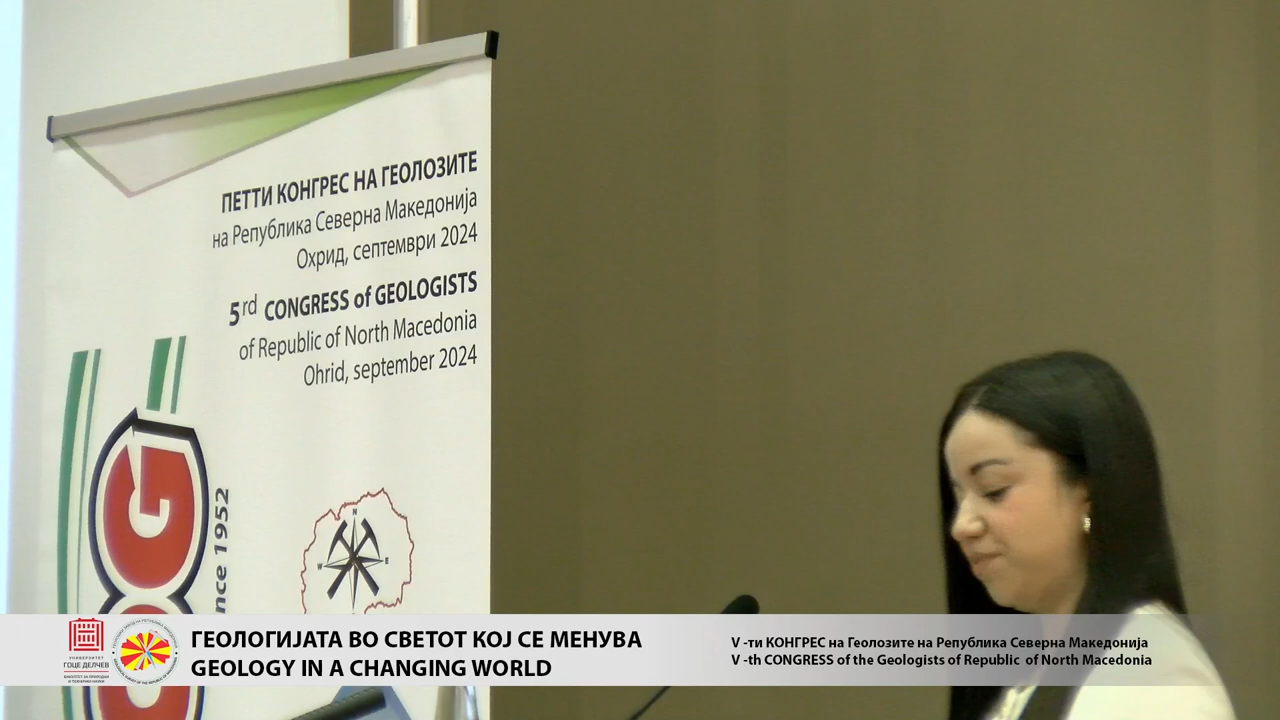 ПЕТТИ КОНГРЕС НА ГЕОЛОЗИТЕ
на Република Северна Македонија
Охрид, септември 2024
5rd CONGRESS of GEOLOGISTS
of Republic of North Macedonia
Ohrid, september 2024
1952
N
W
E
УНИВЕРЗИТЕТ
ГОЦЕ ДЕЛЧЕВ
ГЕОЛОГИЈАТА ВО СВЕТОТ КОЈ СЕ МЕНУВА
GEOLOGY IN A CHANGING WORLD
V -ти КОНГРЕС на Геолозите на Република Северна Македонија
V -th CONGRESS of the Geologists of Republic of North Macedonia